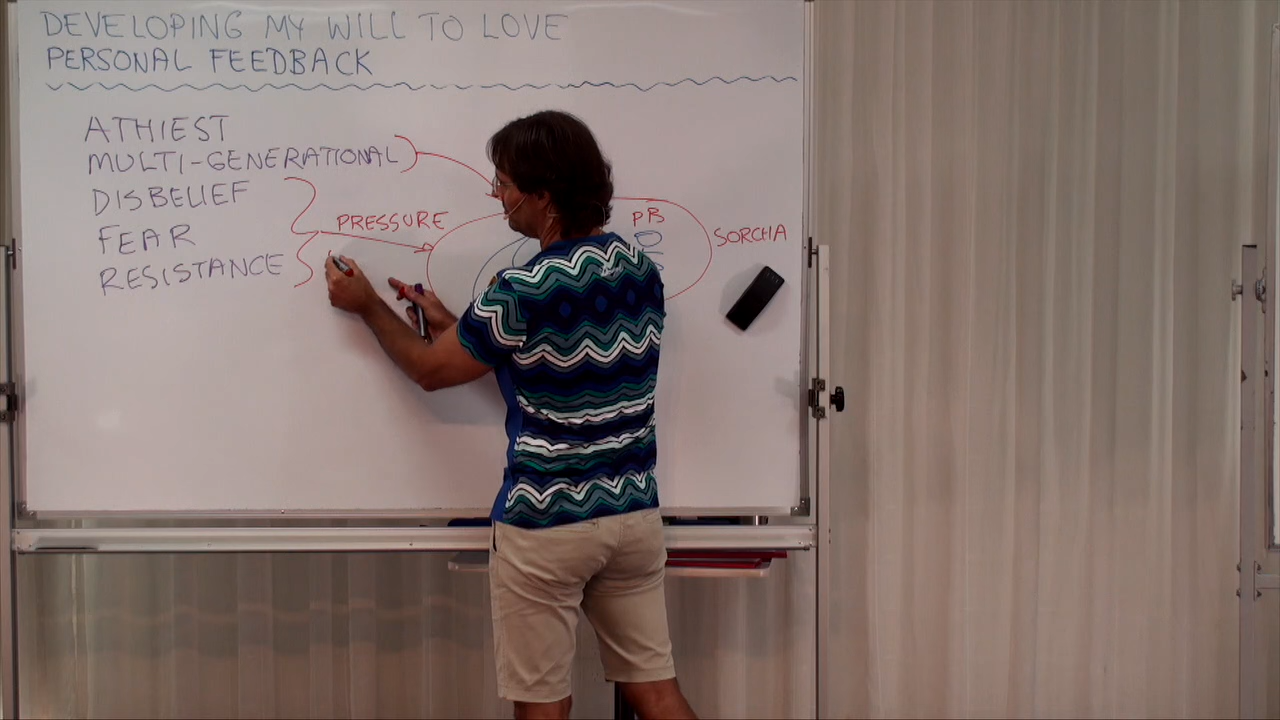 DEVELOPING MY WILL TO LOVE
PERSONAL FEEDBACK
ATHIEST
MULTI-GENERATIONAL
DISBELIEF
FEAR
RESISTANCE
PRESSURE
PB
SORCHA